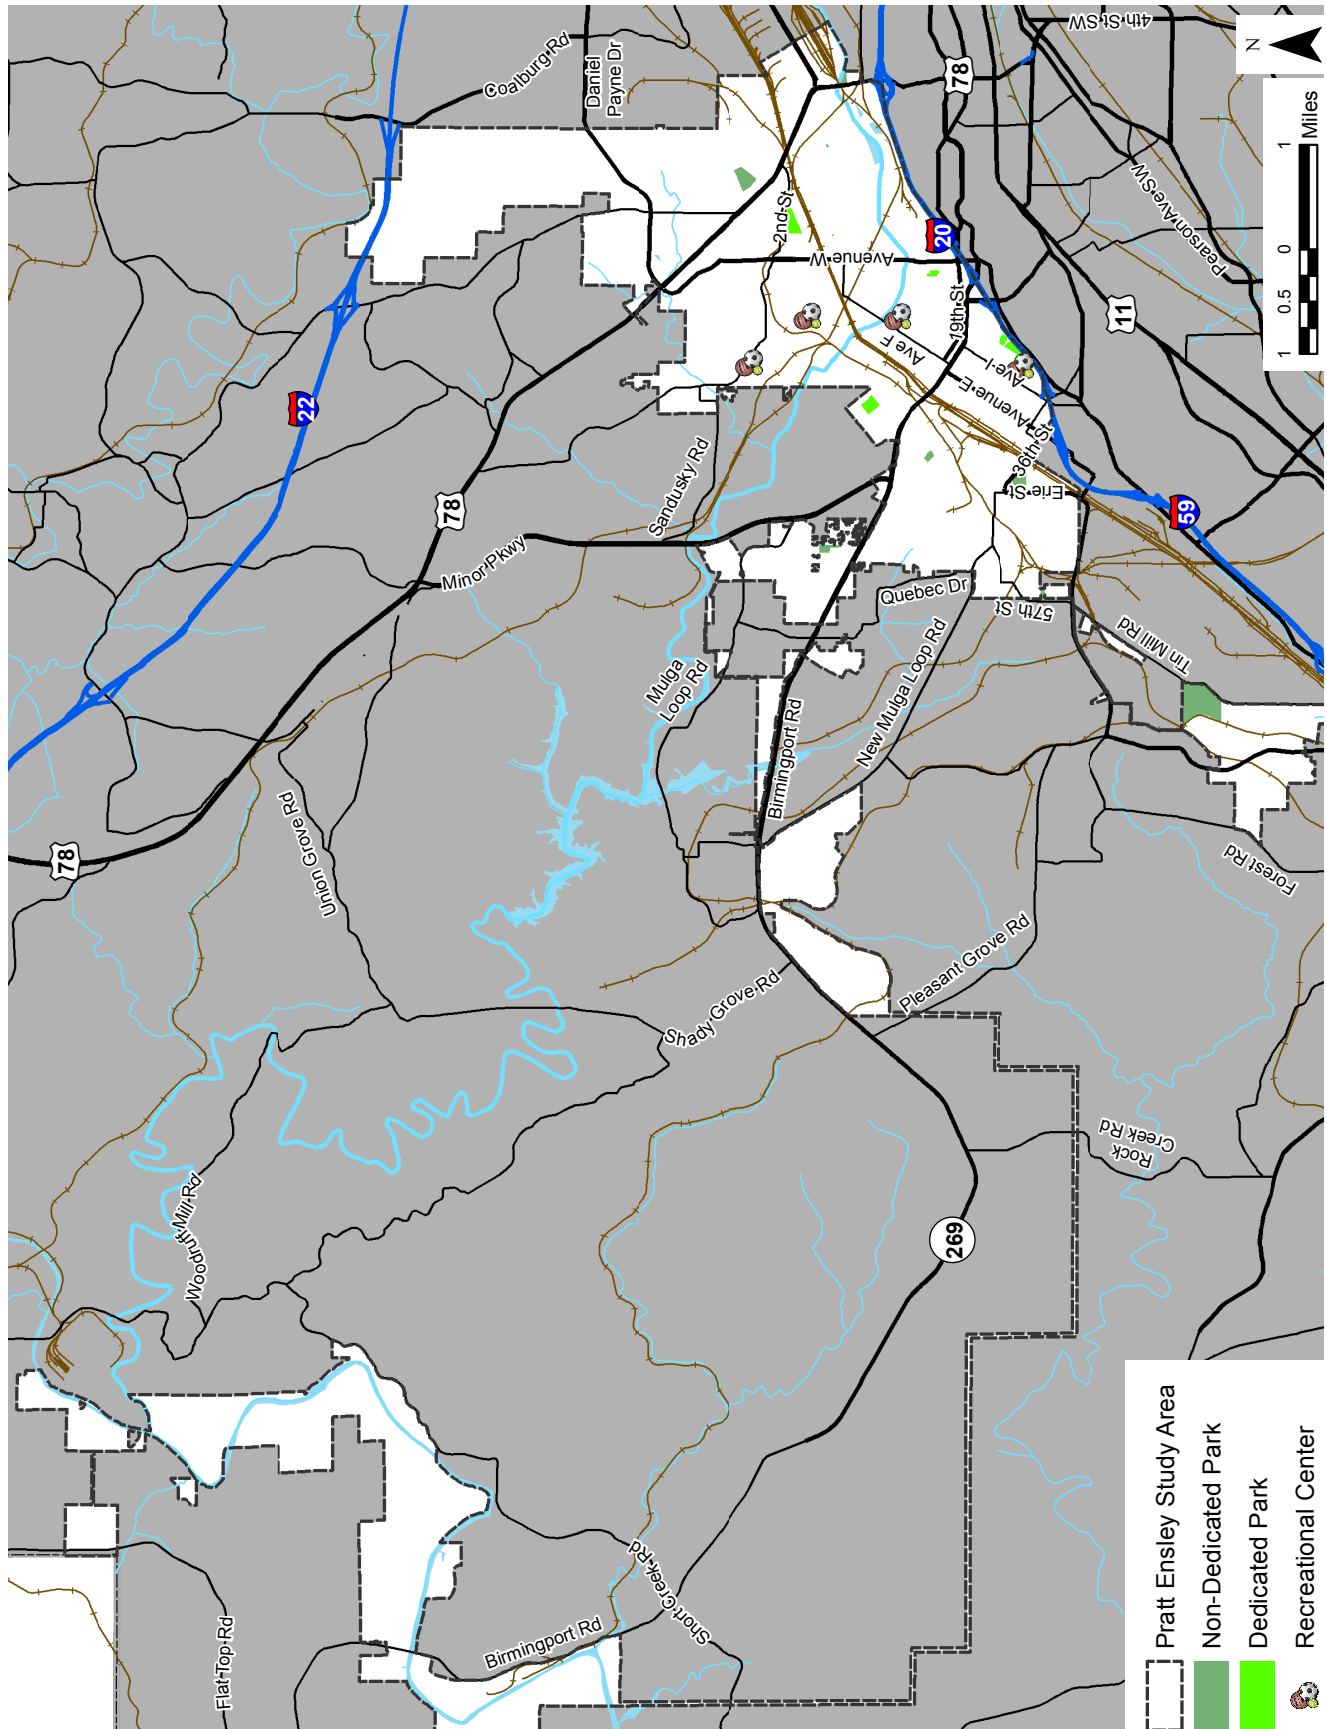 Coalburg Rd
Daniel
Payne Dr
78
4th St SW
N
1
0.5
0
1
Miles
2nd St
Avenue W
20
19th St
Ave F
Ave I
Avenue E
Pearson Ave SW
11
22
78
Minor Pkwy
Sandusky Rd
36th St
Erie St
59
Quebec Dr
57th St
Tin Mill Rd
Mulga
Loop Rd
New Mulga Loop Rd
Birmingport Rd
78
Union Grove Rd
Forest Rd
Shady Grove Rd
Pleasant Grove Rd
Rock
Creek Rd
Woodruff Mill Rd
269
Flat Top Rd
Birmingport Rd
Short Creek Rd
Pratt Ensley Study Area
Non-Dedicated Park
Dedicated Park
Recreational Center